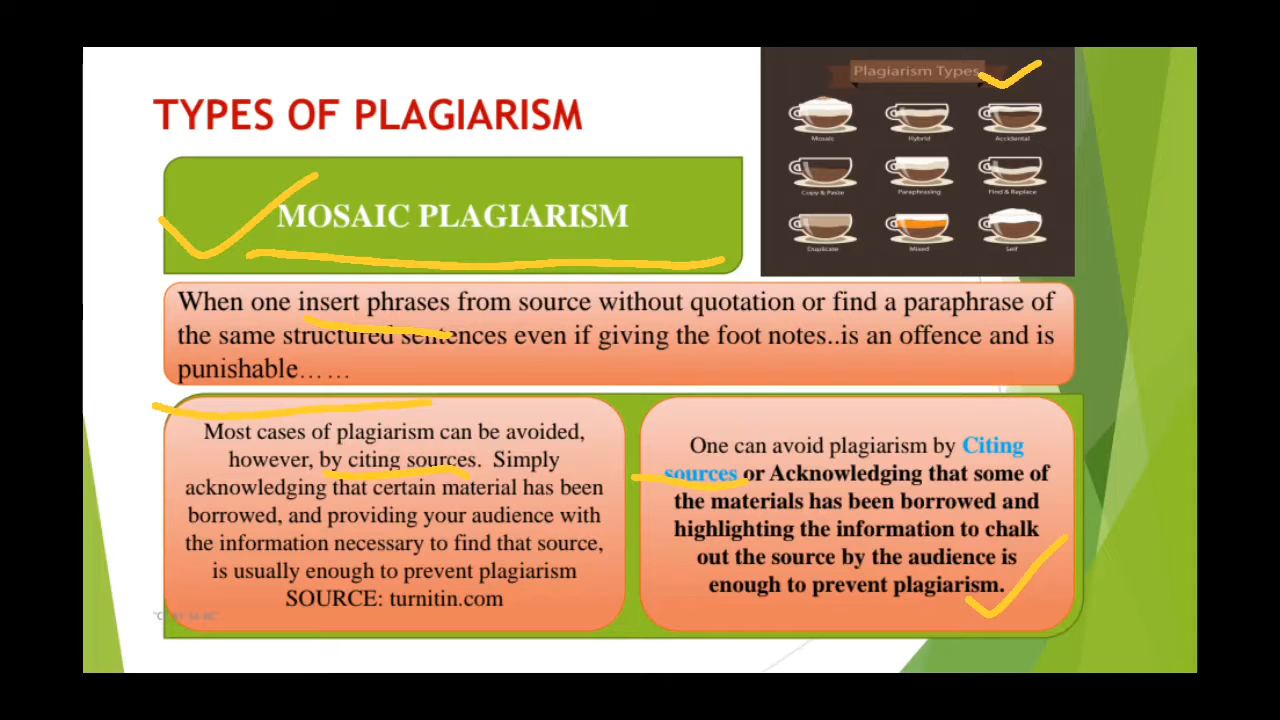 Plagiarism Types
TYPES OF PLAGIARISM
Mosaic
Hybrid
Accidental
Copy & Paste
Paraphrasing
Find & Replace
Duplicate
Mixed
Self
MOSAIC PLAGIARISM
When one insert phrases from source without quotation or find a paraphrase of
the same structured sentences even if giving the foot notes..is an offence and is
punishable……
Most cases of plagiarism can be avoided,
however, by citing sources. Simply
acknowledging that certain material has been
borrowed, and providing your audience with
the information necessary to find that source,
is usually enough to prevent plagiarism
SOURCE: turnitin.com
One can avoid plagiarism by Citing
sources or Acknowledging that some of
the materials has been borrowed and
highlighting the information to chalk
out the source by the audience is
enough to prevent plagiarism.